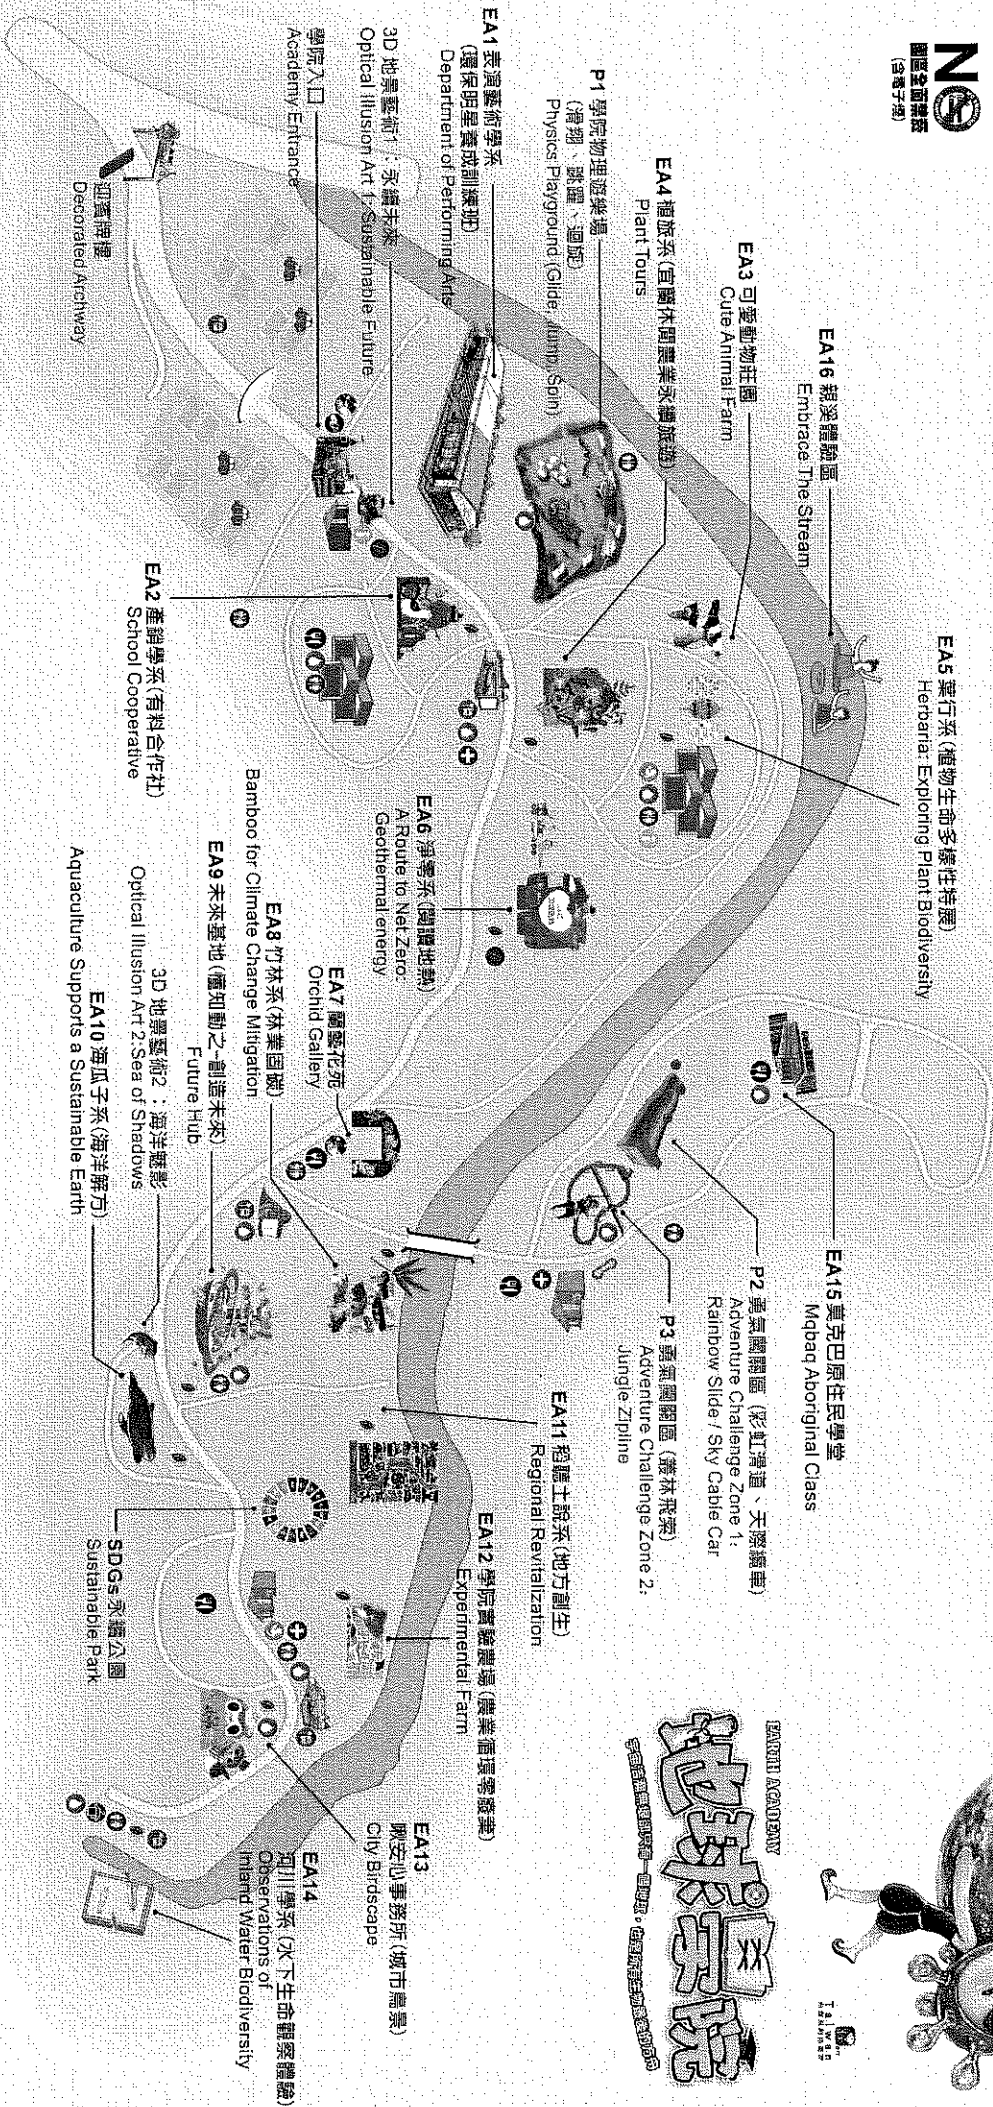 N
園區全面禁菸
(含電子煙)
EARTH ACADEMY
地球學院
Taiwan
EA1 表演藝術學系
(環保明星養成訓練班)
Department of Performing Arts
3D 地景藝術1：永續未來
Optical Illusion Art 1:Sustainable Future
學院入口
Academy Entrance
迎賓牌樓
Decorated Archway
P1 學院物理遊樂場
(滑翔、跳躍、迴旋)
Physics Playground (Glide, Jump, Spin)
EA4 植旅系(宜蘭休閒農業永續旅遊)
Plant Tours
EA3 可愛動物莊園
Cute Animal Farm
EA16 親溪體驗區
Embrace The Stream
EA5 葉行系(植物生命多樣性特展)
Herbaria: Exploring Plant Biodiversity
EA2 產銷學系(有料合作社)
School Cooperative
EA6 淨零系(閱讀地熱)
A Route to Net Zero:
Geothermal energy
EA7 蘭藝花苑
Orchid Gallery
EA8 竹林系(林業固碳)
Bamboo for Climate Change Mitigation
EA9 未來基地(慟知動之-創造未來)
Future Hub
3D 地景藝術2：海洋魅影
Optical Illusion Art 2:Sea of Shadows
EA10 海瓜子系(海洋解方)
Aquaculture Supports a Sustainable Earth
EA15 莫克巴原住民學堂
Mqbaq Aboriginal Class
P2 勇氣闖關區 (彩虹滑道、天際纜車)
Adventure Challenge Zone 1:
Rainbow Slide / Sky Cable Car
P3 勇氣闖關區 (叢林飛索)
Adventure Challenge Zone 2:
Jungle Zipline
EA11 稻聽土說系(地方創生)
Regional Revitalization
EA12 學院實驗農場(農業循環零廢棄)
Experimental Farm
SDGs 永續公園
Sustainable Park
EA13
啾安心事務所(城市鳥景)
City Birdscape
EA14
河川學系 (水下生命觀察體驗)
Observations of
Inland Water Biodiversity